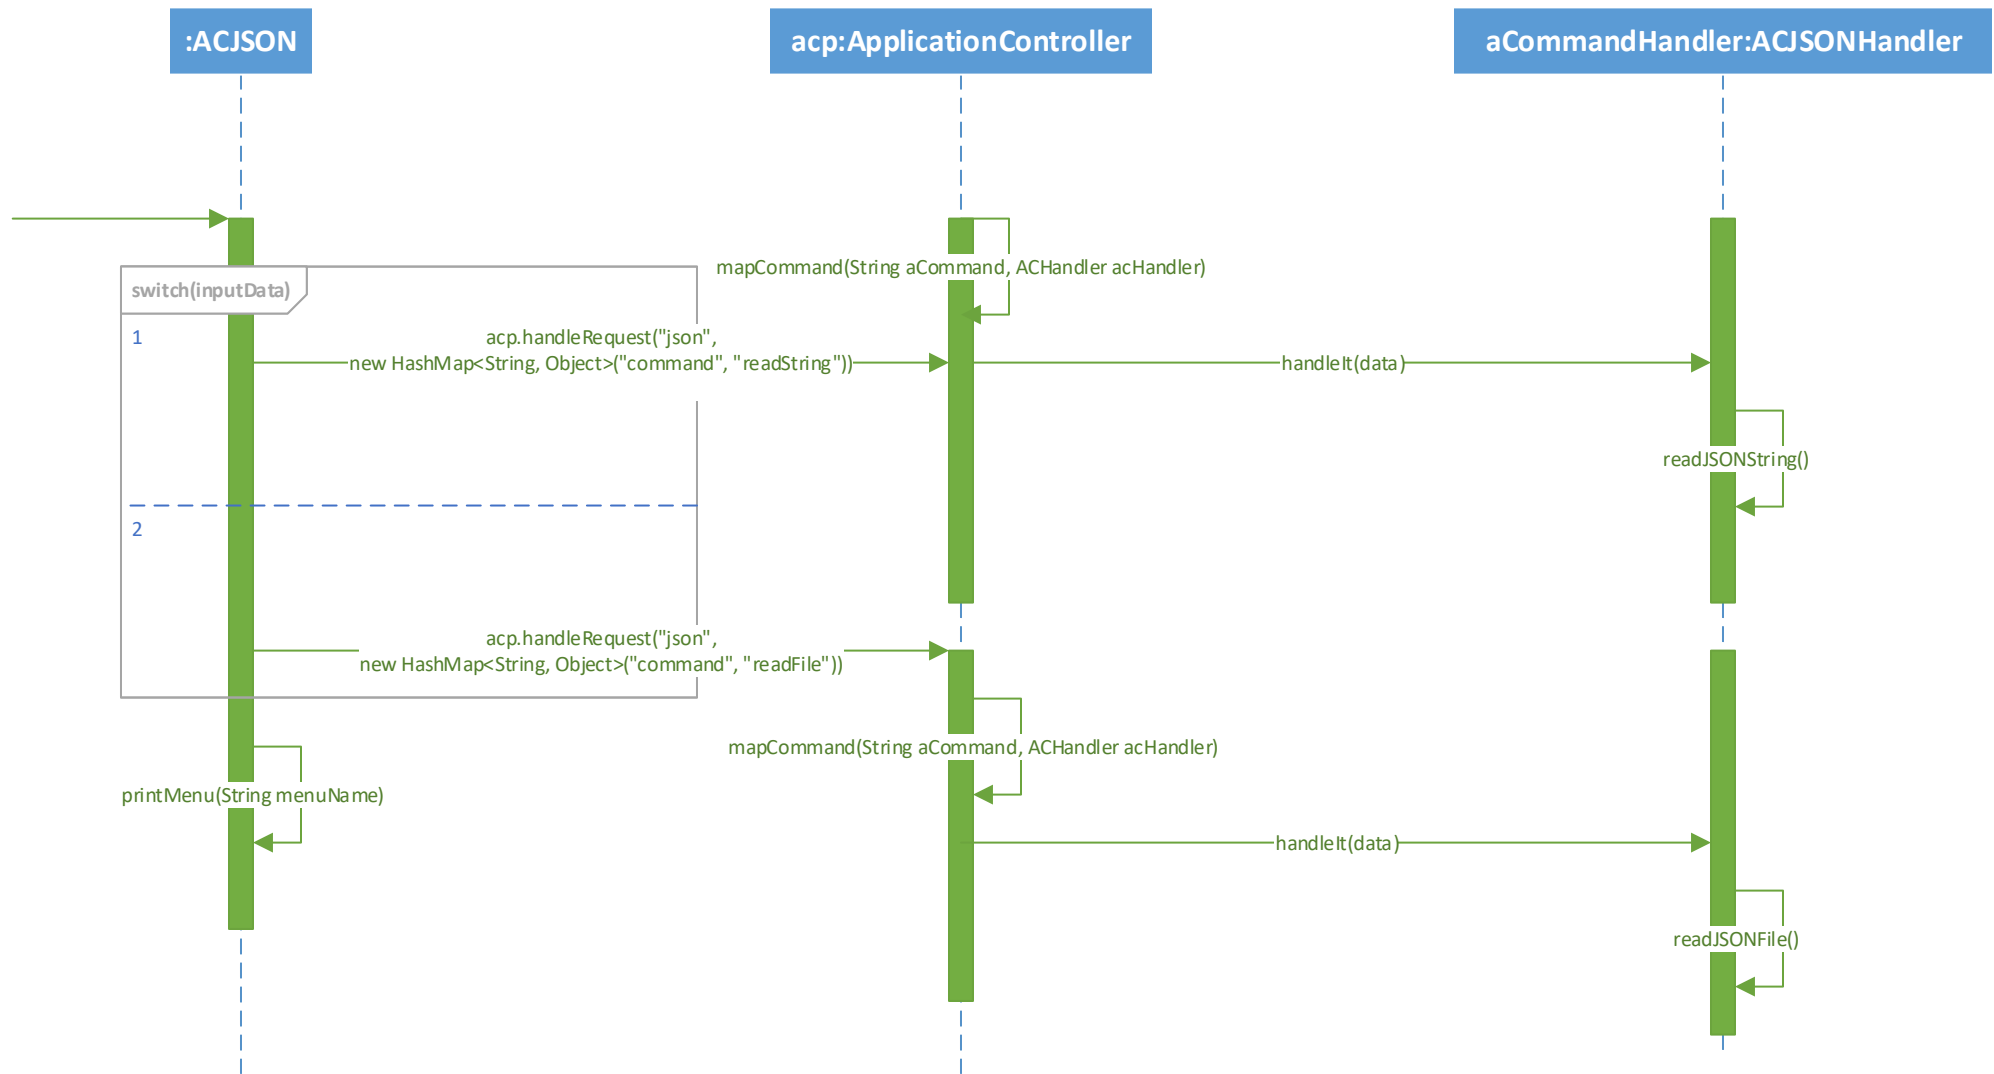 :ACJSON
acp:ApplicationController
aCommandHandler:ACJSONHandler
mapCommand(String aCommand, ACHandler acHandler)
switch(inputData)
1
acp.handleRequest("json",
new HashMap<String, Object>("command", "readString"))
handleIt(data)
readJSONString()
2
acp.handleRequest("json",
new HashMap<String, Object>("command", "readFile"))
mapCommand(String aCommand, ACHandler acHandler)
printMenu(String menuName)
handleIt(data)
readJSONFile()